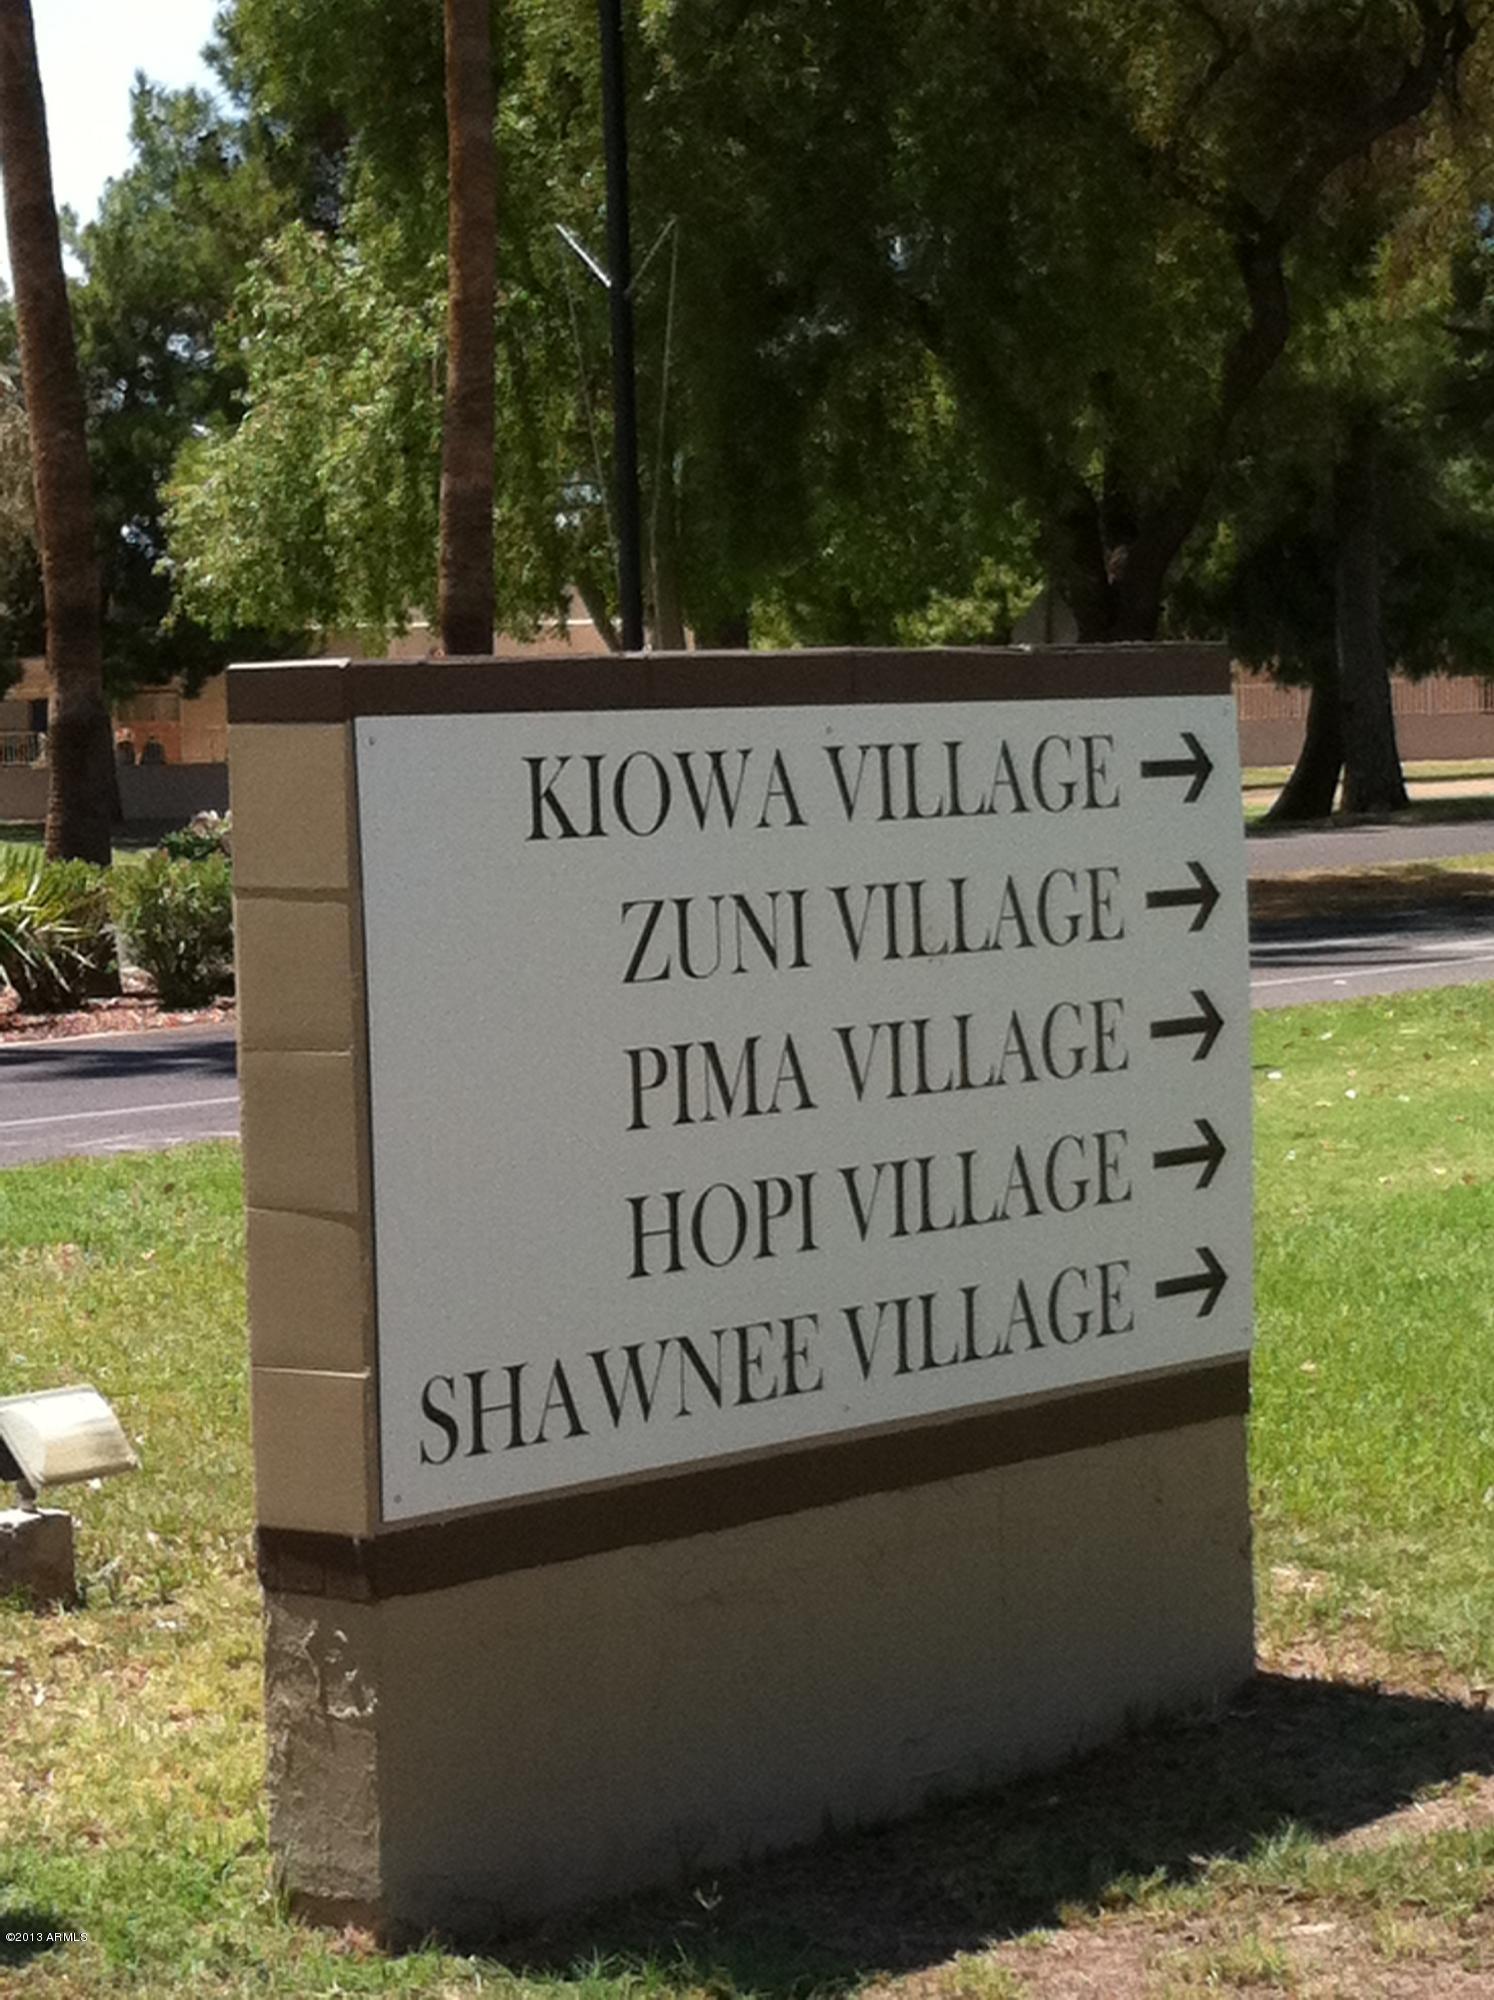 KIOWA VILLAGE →
ZUNI VILLAGE →
PIMA VILLAGE →
HOPI VILLAGE →
SHAWNEE VILLAGE →
©2013 ARMLS